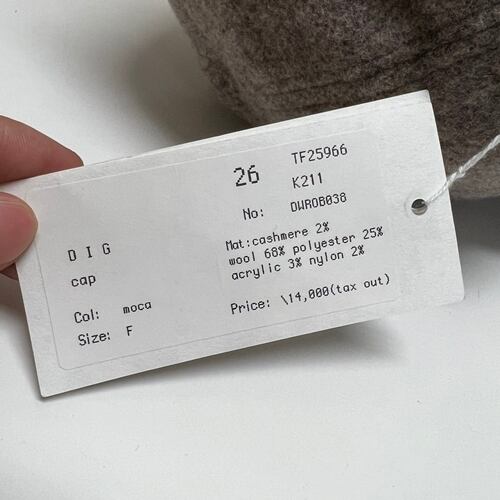 26
TF25966
K211
No: DWROB038
D I G
cap
Col: moca
Size: F
Mat:cashmere 2%
wool 68% polyester 25%
acrylic 3% nylon 2%
Price: \14,000(tax out)